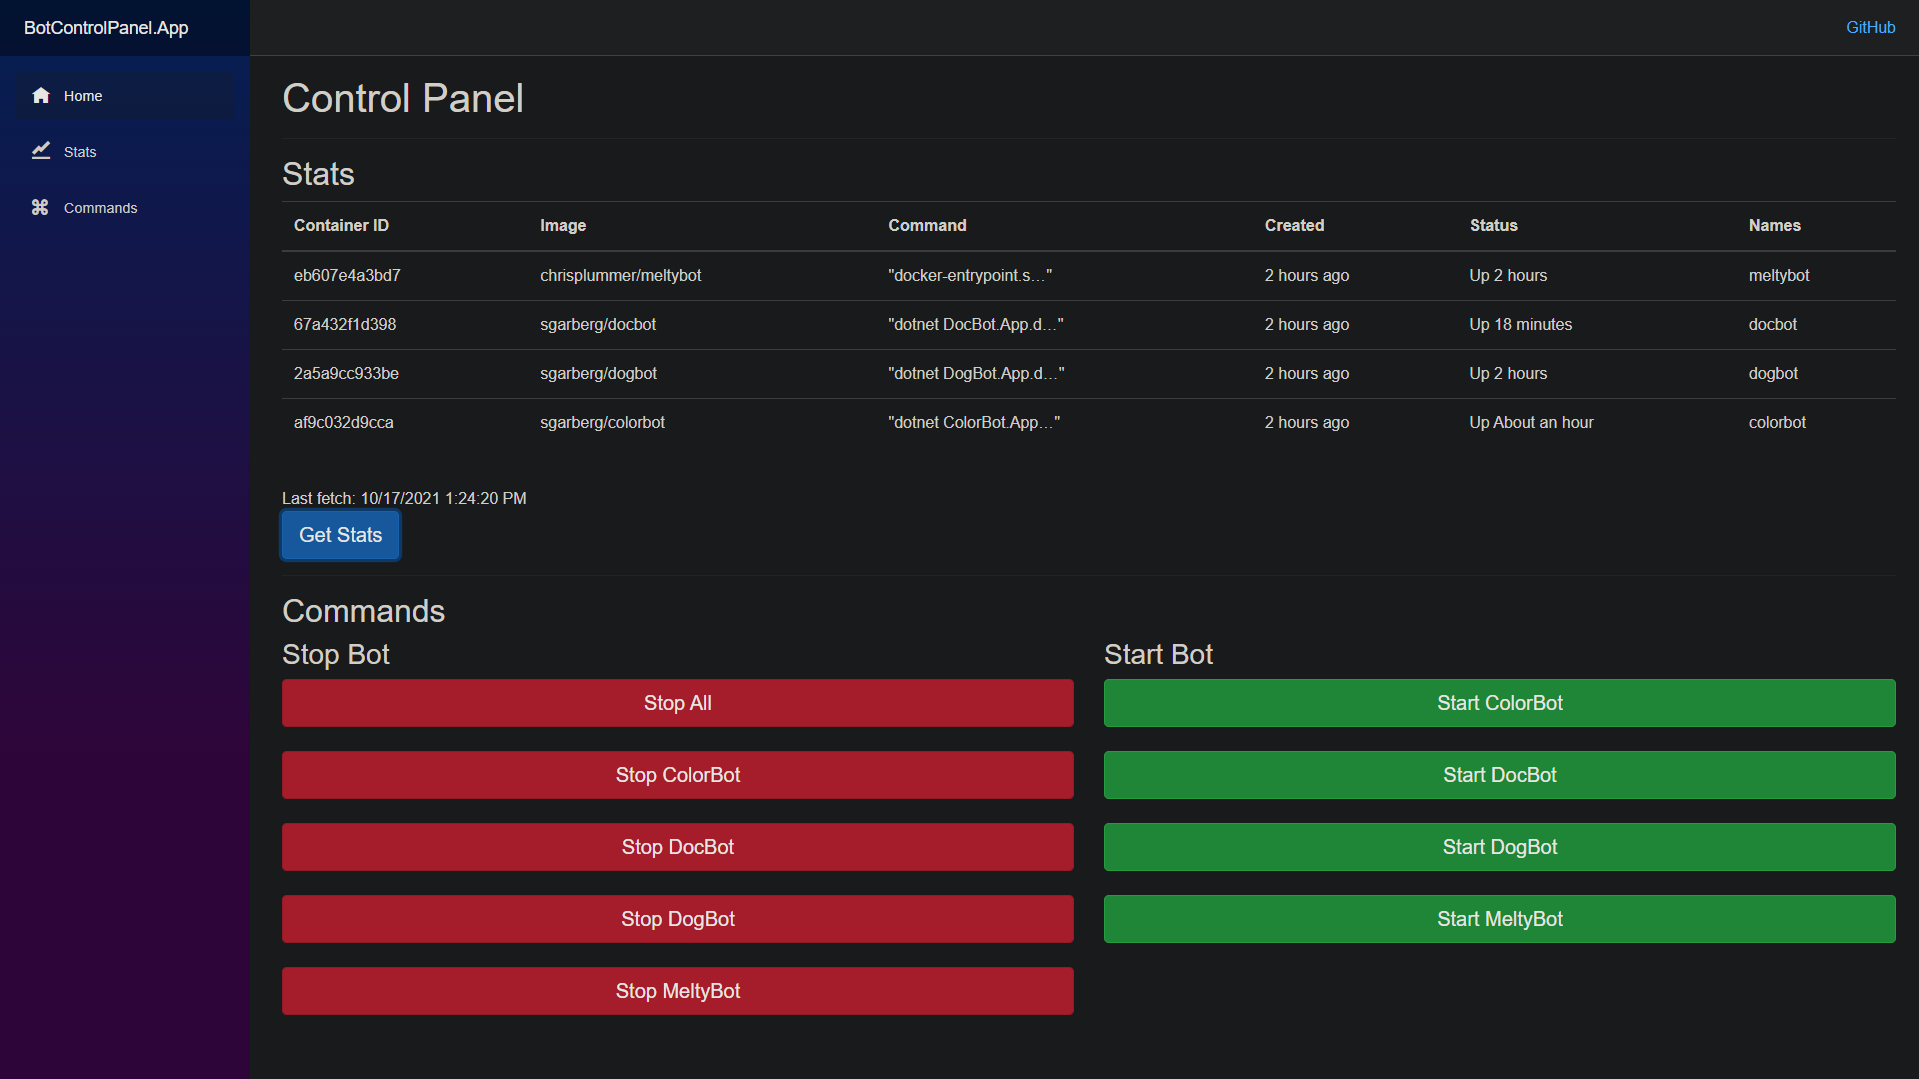 BotControlPanel.App
GitHub
Home
Stats
Commands
Control Panel
Stats
Container ID Image Command Created Status Names
eb607e4a3bd7 chrisplummer/meltybot "docker-entrypoint.s…" 2 hours ago Up 2 hours meltybot
67a432f1d398 sgarberg/docbot "dotnet DocBot.App.d…" 2 hours ago Up 18 minutes docbot
2a5a9cc933be sgarberg/dogbot "dotnet DogBot.App.d…" 2 hours ago Up 2 hours dogbot
af9c032d9cca sgarberg/colorbot "dotnet ColorBot.App…" 2 hours ago Up About an hour colorbot
Last fetch: 10/17/2021 1:24:20 PM
Get Stats
Commands
Stop Bot
Stop All
Stop ColorBot
Stop DocBot
Stop DogBot
Stop MeltyBot
Start Bot
Start ColorBot
Start DocBot
Start DogBot
Start MeltyBot